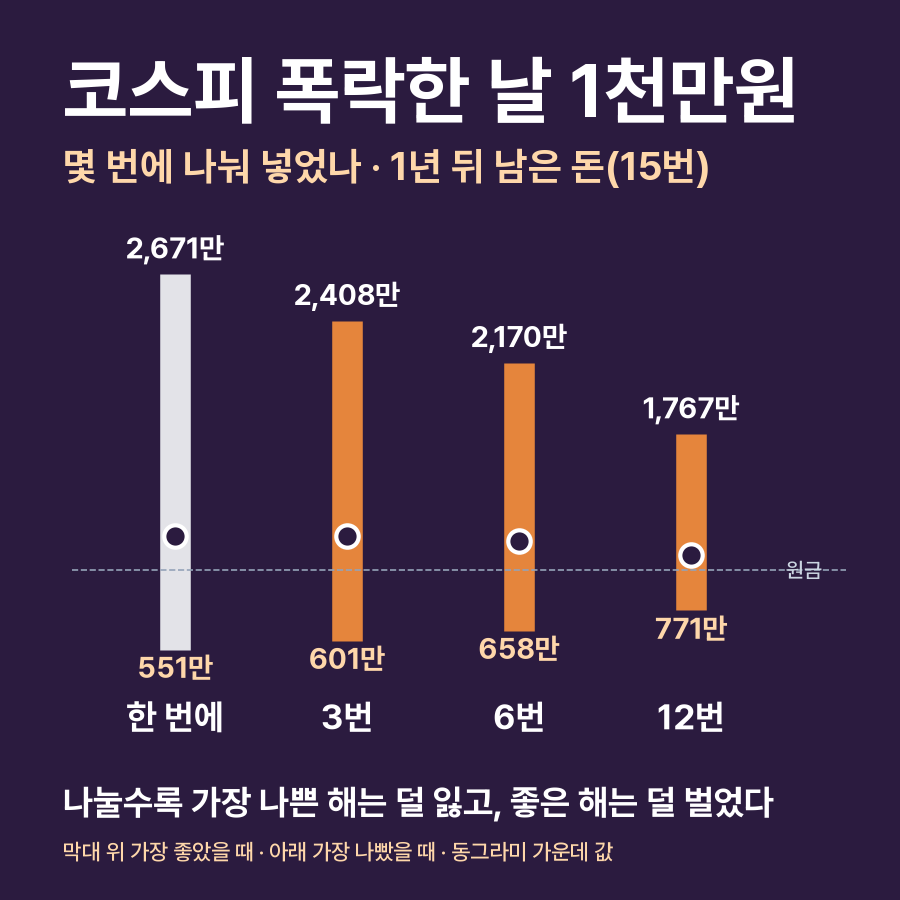 코스피 폭락한 날 1천만원
몇 번에 나눠 넣었나 · 1년 뒤 남은 돈(15번)
2,671만
2,408만
2,170만
1,767만
원금
551만
601만
658만
771만
한 번에
3번
6번
12번
나눌수록 가장 나쁜 해는 덜 잃고, 좋은 해는 덜 벌었다
막대 위 가장 좋았을 때 · 아래 가장 나빴을 때 · 동그라미 가운데 값